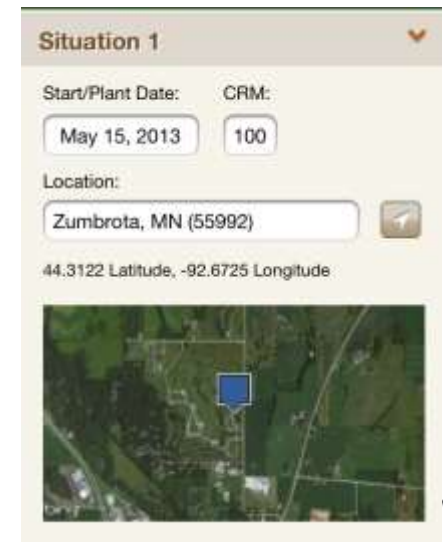 Situation 1
Start/Plant Date: CRM:
May 15, 2013 100
Location:
Zumbrota, MN (55992)
44.3122 Latitude, -92.6725 Longitude